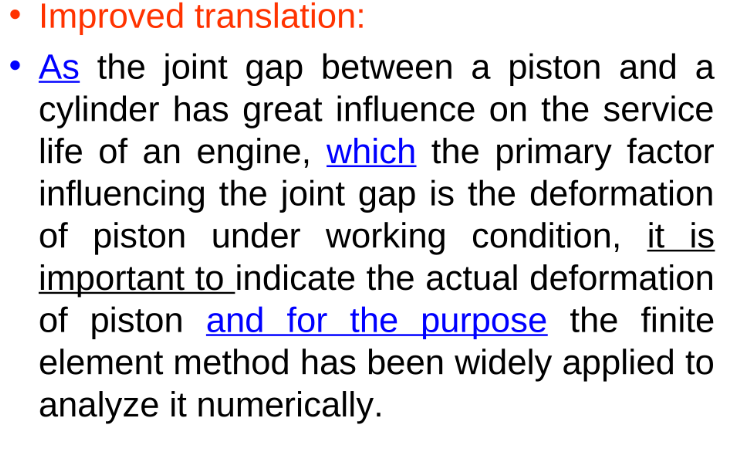 • Improved translation:
• As the joint gap between a piston and a
cylinder has great influence on the service
life of an engine, which the primary factor
influencing the joint gap is the deformation
of piston under working condition, it is
important to indicate the actual deformation
of piston and for the purpose the finite
element method has been widely applied to
analyze it numerically.